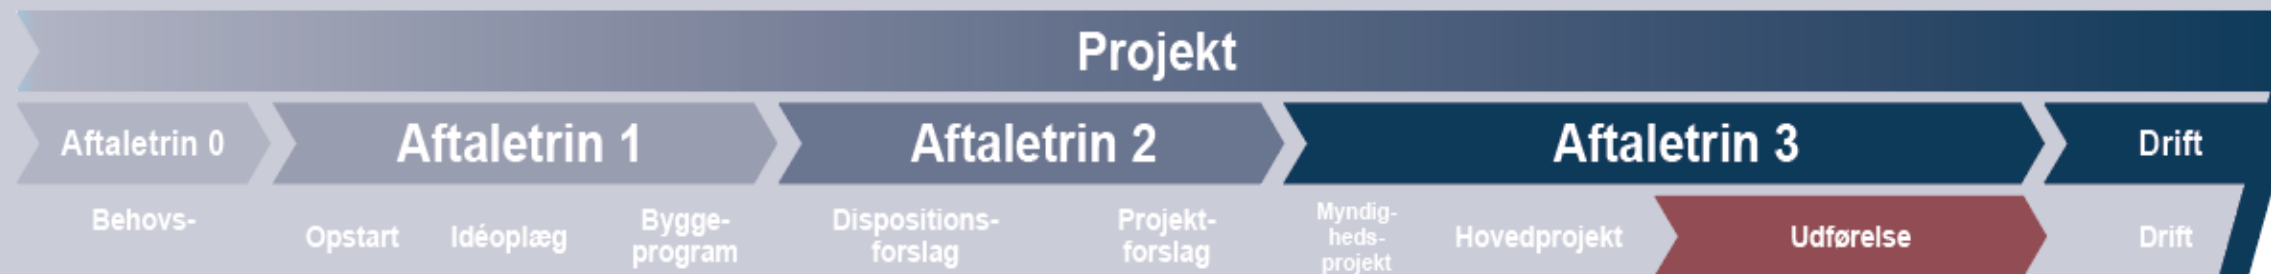 Projekt
Aftaletrin 0
Aftaletrin 1
Aftaletrin 2
Aftaletrin 3
Drift
Behovs-
Opstart
Idéoplæg
Bygge-
program
Dispositions-
forslag
Projekt-
forslag
Myndig-
heds-
projekt
Hovedprojekt
Udførelse
Drift